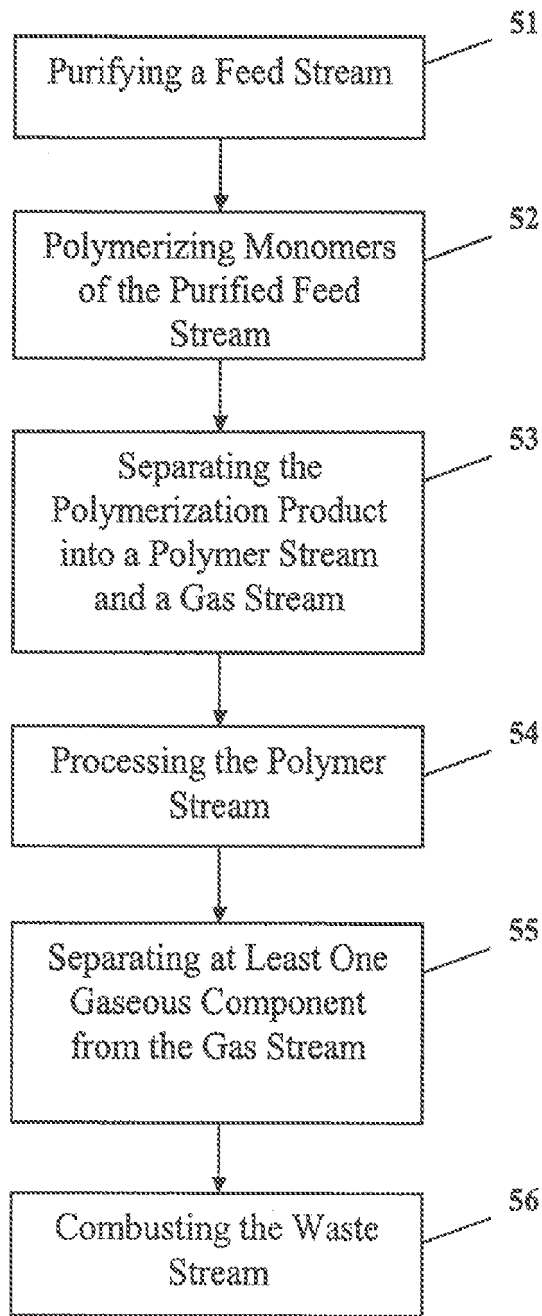 51
Purifying a Feed Stream
52
Polymerizing Monomers
of the Purified Feed
Stream
53
Separating the
Polymerization Product
into a Polymer Stream
and a Gas Stream
54
Processing the Polymer
Stream
55
Separating at Least One
Gaseous Component
from the Gas Stream
56
Combusting the Waste
Stream